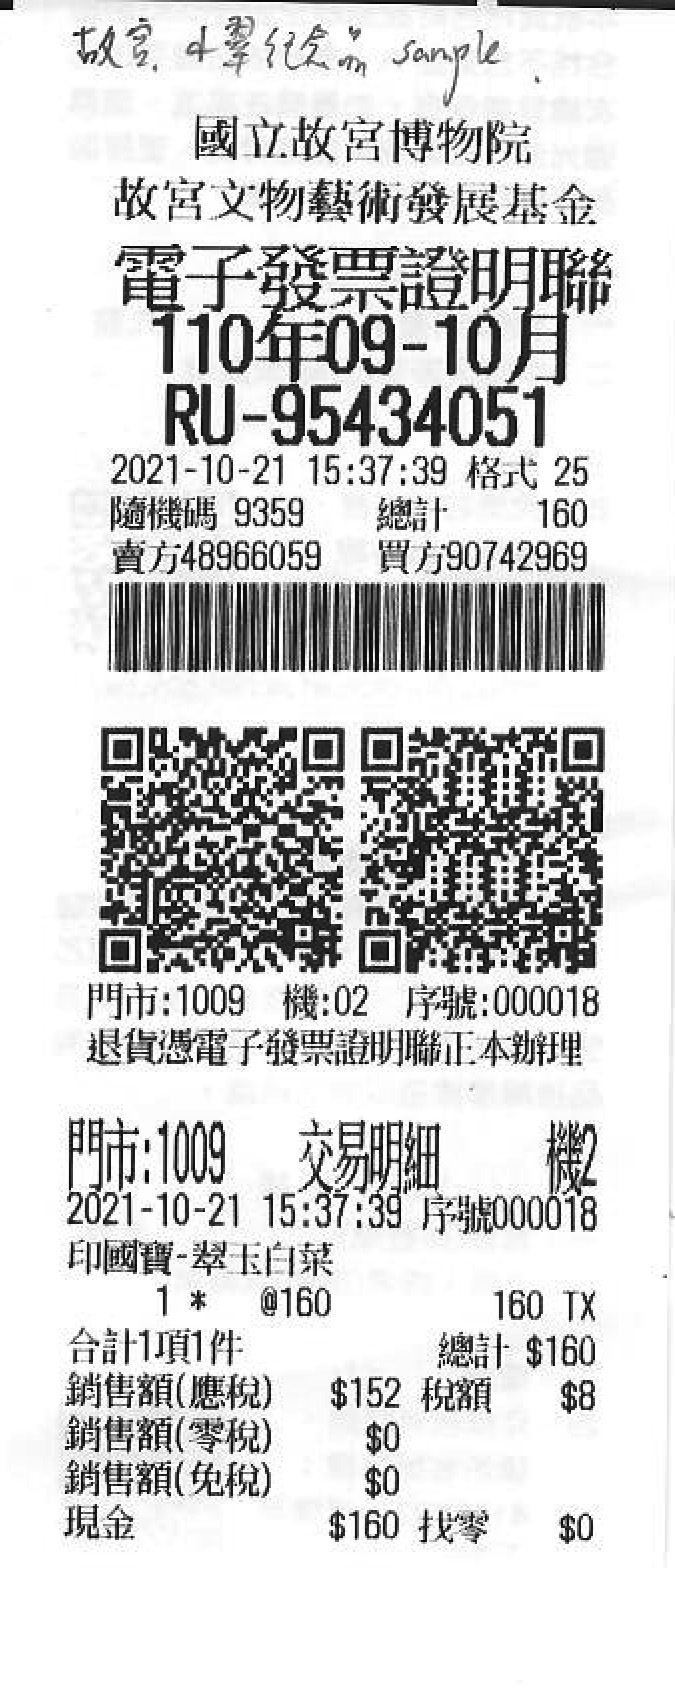 故宮 小翠紀念品 sample.
國立故宮博物院
故宮文物藝術發展基金
電子發票證明聯
110年09-10月
RU-95434051
2021-10-21 15:37:39 格式 25
隨機碼 9359 總計 160
賣方48966059 買方90742969
門市:1009 機:02 序號:000018
退貨憑電子發票證明聯正本辦理
門市:1009 交易明細 機2
2021-10-21 15:37:39 序號000018
印國寶-翠玉白菜
1 * @160 160 TX
合計1項1件 總計 $160
銷售額(應稅) $152 稅額 $8
銷售額(零稅) $0
銷售額(免稅) $0
現金 $160 找零 $0